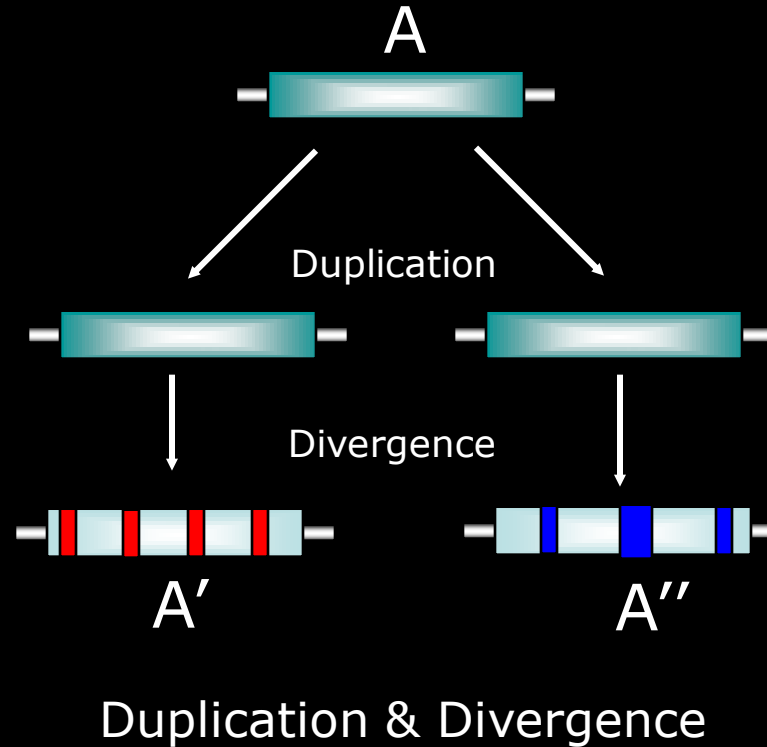 A
Duplication
Divergence
A′
A′′
Duplication & Divergence